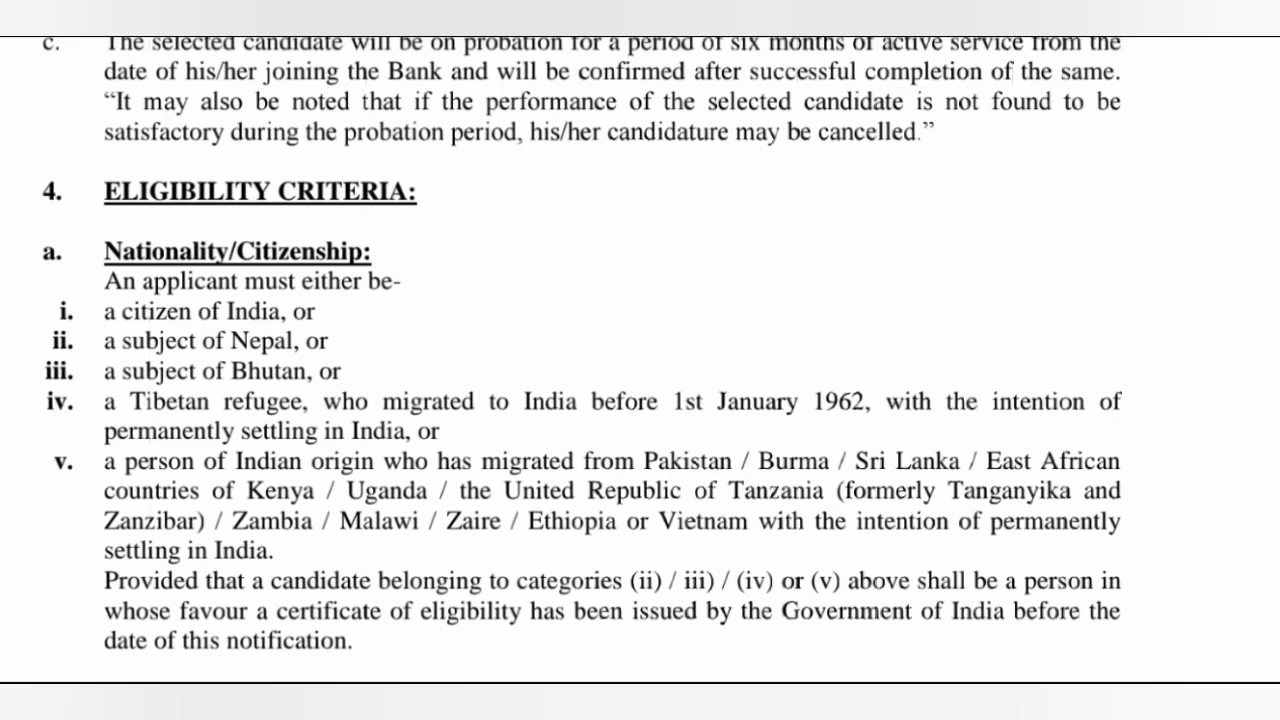 c. The selected candidate will be on probation for a period of six months of active service from the
date of his/her joining the Bank and will be confirmed after successful completion of the same.
“It may also be noted that if the performance of the selected candidate is not found to be
satisfactory during the probation period, his/her candidature may be cancelled.”
4. ELIGIBILITY CRITERIA:
a. Nationality/Citizenship:
An applicant must either be-
i. a citizen of India, or
ii. a subject of Nepal, or
iii. a subject of Bhutan, or
iv. a Tibetan refugee, who migrated to India before 1st January 1962, with the intention of
permanently settling in India, or
v. a person of Indian origin who has migrated from Pakistan / Burma / Sri Lanka / East African
countries of Kenya / Uganda / the United Republic of Tanzania (formerly Tanganyika and
Zanzibar) / Zambia / Malawi / Zaire / Ethiopia or Vietnam with the intention of permanently
settling in India.
Provided that a candidate belonging to categories (ii) / iii) / (iv) or (v) above shall be a person in
whose favour a certificate of eligibility has been issued by the Government of India before the
date of this notification.